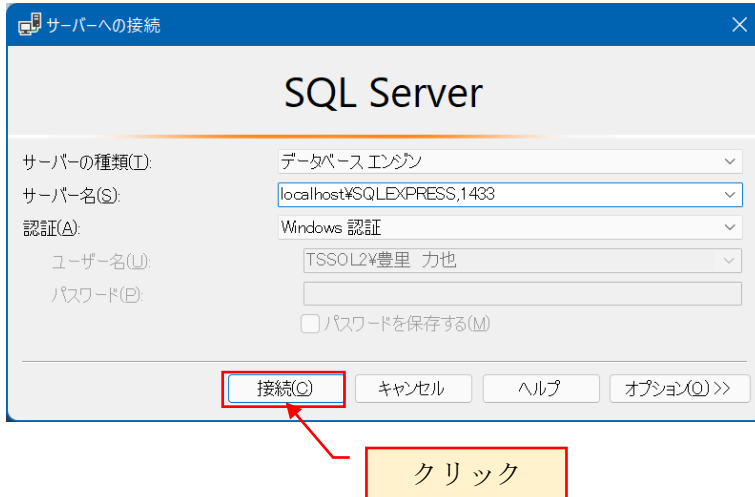 サーバーへの接続
SQL Server
サーバーの種類(T):
データベース エンジン
サーバー名(S):
localhost¥SQLEXPRESS,1433
認証(A):
Windows 認証
ユーザー名(U):
TSSOL2¥豊里 力也
パスワード(P):
パスワードを保存する(M)
接続(C) キャンセル ヘルプ オプション(O) >>
クリック